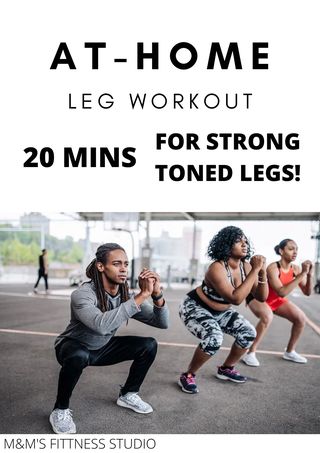 AT-HOME
LEG WORKOUT
20 MINS
FOR STRONG
TONED LEGS!
M&M'S FITTNESS STUDIO